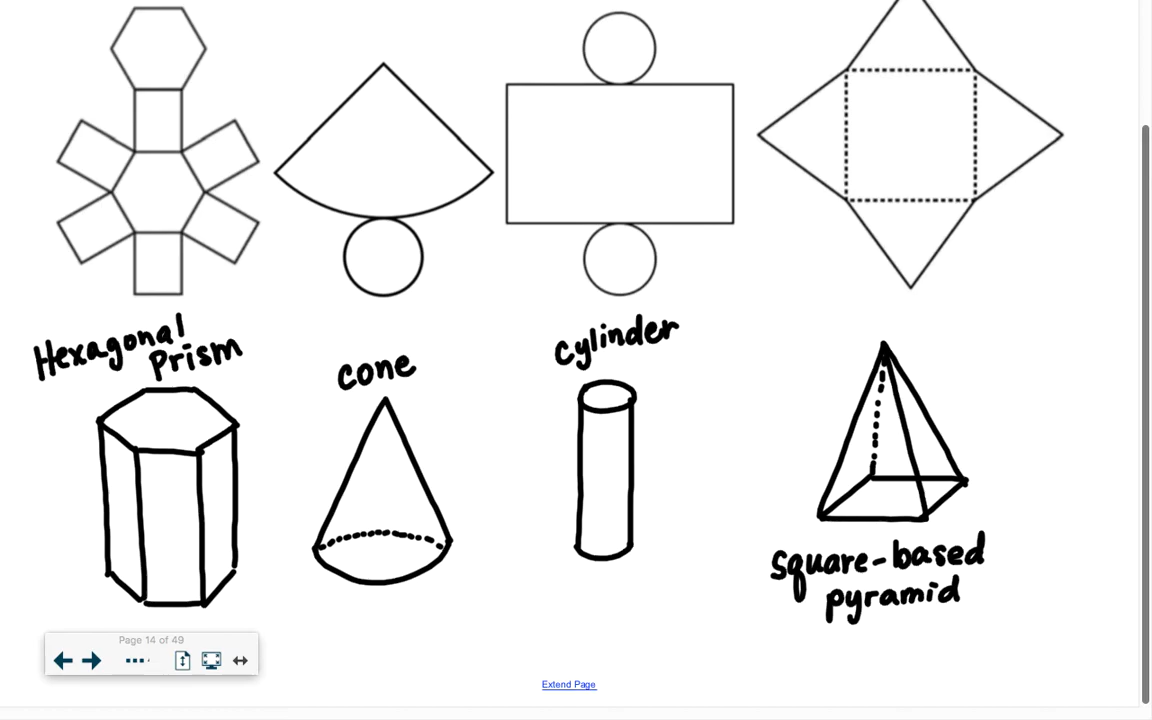 Hexagonal
Prism
cone
cylinder
square-based
pyramid
Page 14 of 49
Extend Page